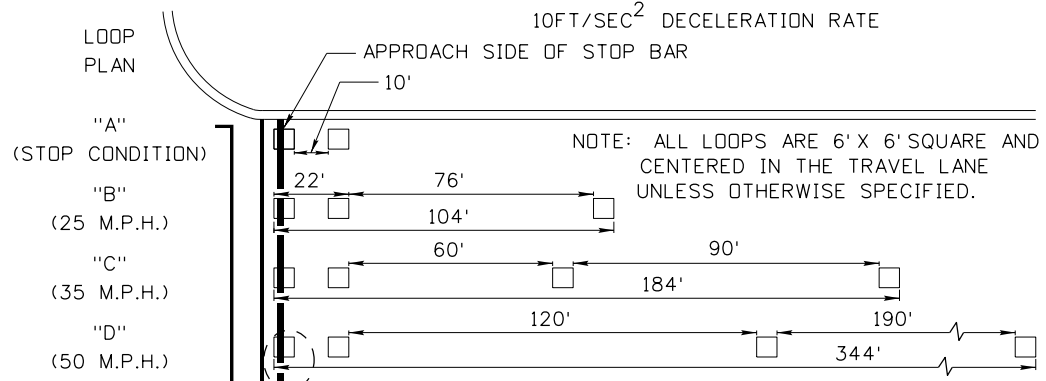 10FT/SEC2 DECELERATION RATE
LOOP
PLAN
APPROACH SIDE OF STOP BAR
10'
"A"
(STOP CONDITION)
NOTE: ALL LOOPS ARE 6' X 6' SQUARE AND
CENTERED IN THE TRAVEL LANE
UNLESS OTHERWISE SPECIFIED.
"B"
(25 M.P.H.)
22'
76'
104'
"C"
(35 M.P.H.)
60'
90'
184'
"D"
(50 M.P.H.)
120'
190'
344'